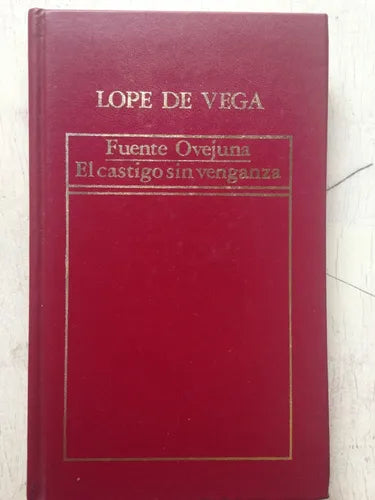 LOPE DE VEGA
Fuente Ovejuna
El castigo sin venganza